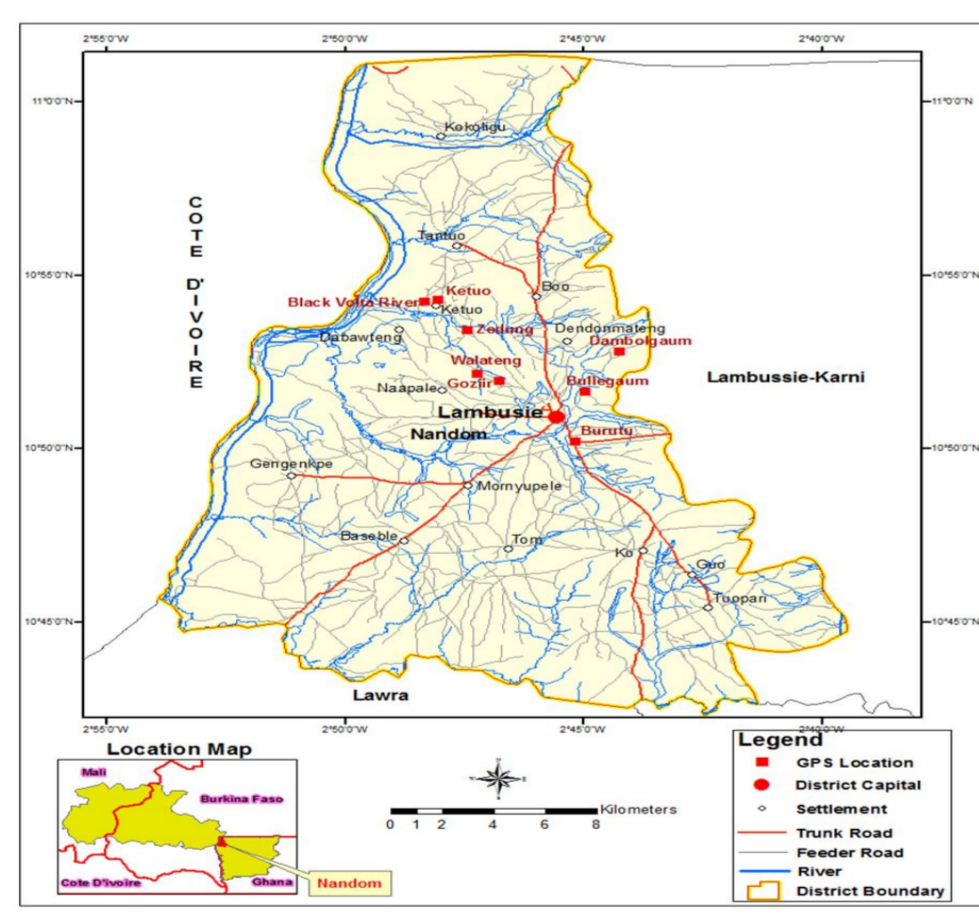 2°55'0"W 2°50'0"W 2°45'0"W 2°40'0"W
11°0'0"N 11°0'0"N
Kokoligu
COTE D'IVOIRE
Tantuo
10°55'0"N 10°55'0"N
Boo
Ketuo
Black Volta River
Ketuo
Zedung
Dabawteng
Dendonmateng
Dambolgaum
Walateng
Goziir
Bullegaum
Lambussie-Karni
Naapale
Lambusie
Nandom
Burutu
10°50'0"N 10°50'0"N
Gengenkpe
Mornyupele
Baseble
Tom
Ko
Guo
Tuopari
10°45'0"N 10°45'0"N
Lawra
2°55'0"W 2°50'0"W 2°45'0"W 2°40'0"W
Location Map
Mali
Burkina Faso
Cote D'ivoire
Ghana
Nandom
Kilometers
0 1 2 4 6 8
Legend
GPS Location
District Capital
Settlement
Trunk Road
Feeder Road
River
District Boundary